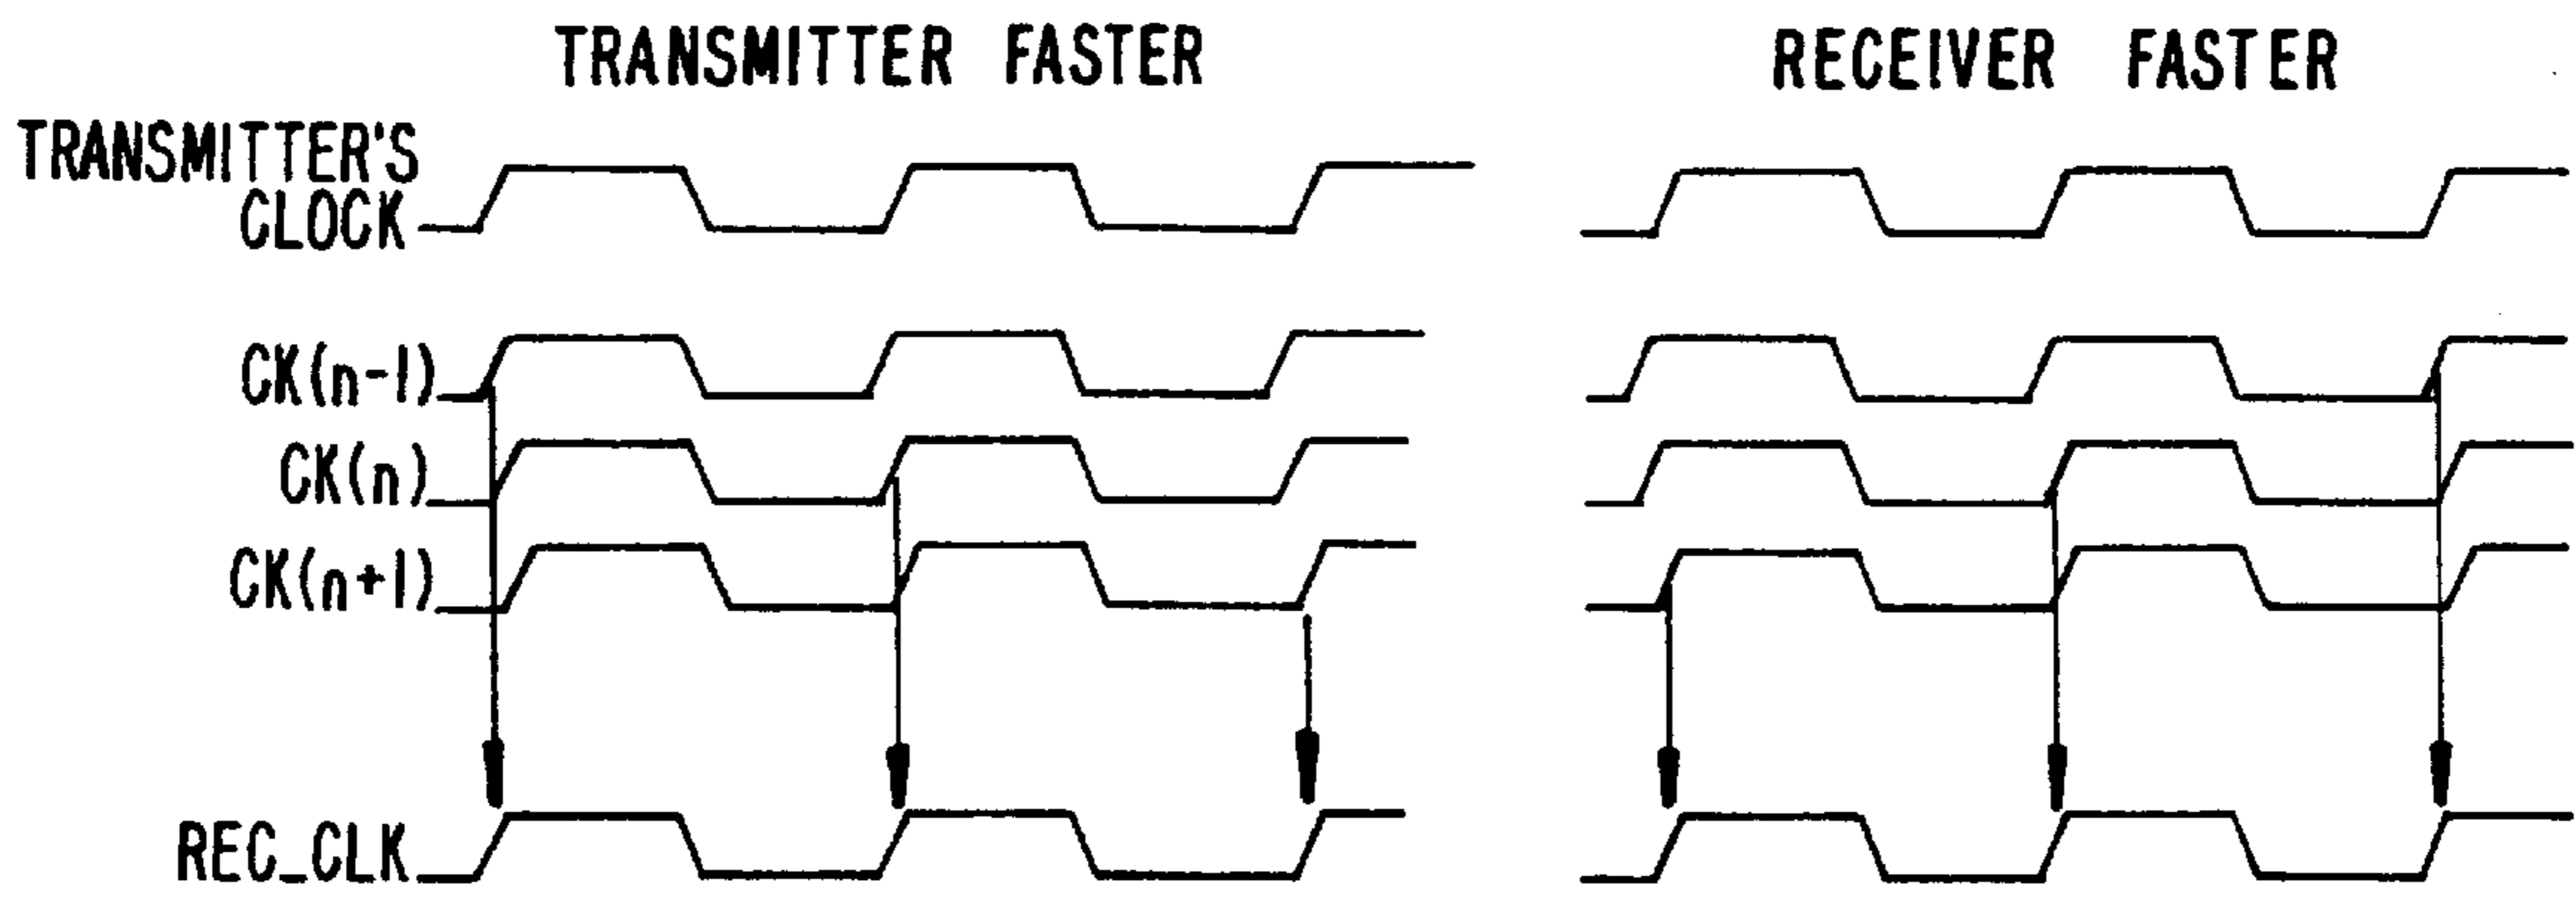 TRANSMITTER FASTER
RECEIVER FASTER
TRANSMITTER'S
CLOCK
CK(n-1)
CK(n)
CK(n+1)
REC_CLK